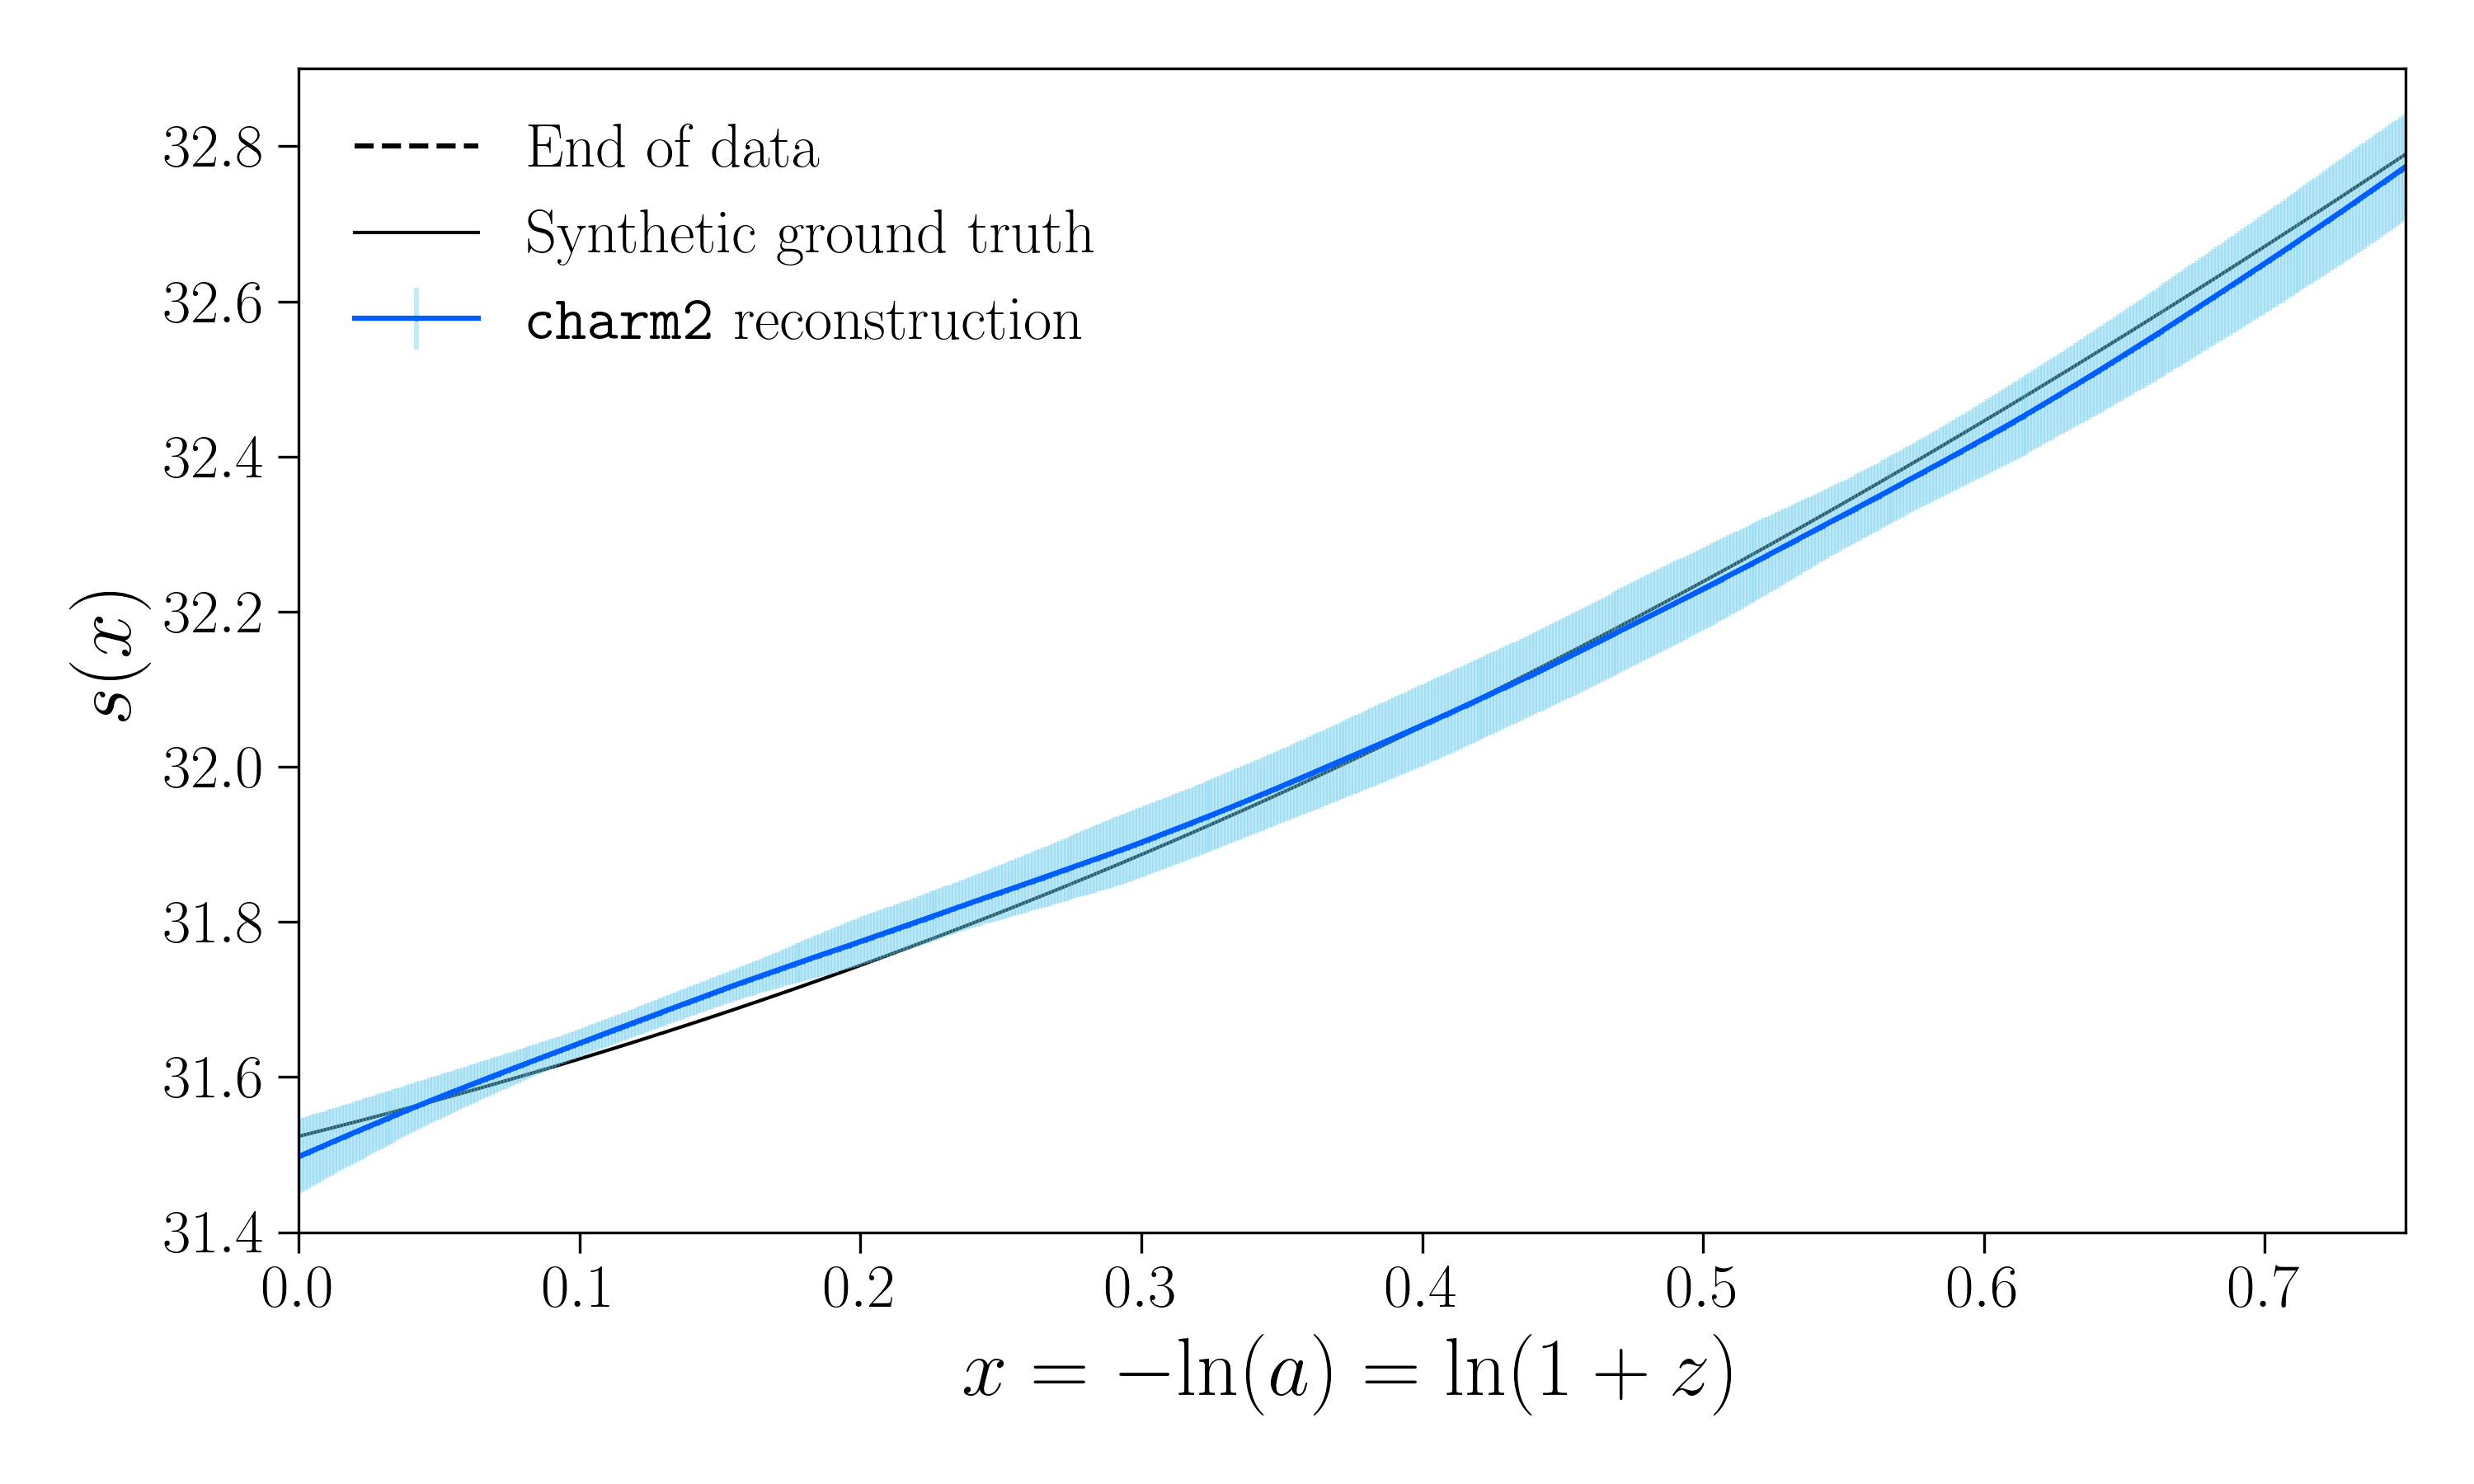 End of data
Synthetic ground truth
charm2 reconstruction
32.8
32.6
32.4
32.2
32.0
31.8
31.6
31.4
s(x)
0.0 0.1 0.2 0.3 0.4 0.5 0.6 0.7
x = −ln(a) = ln(1 + z)